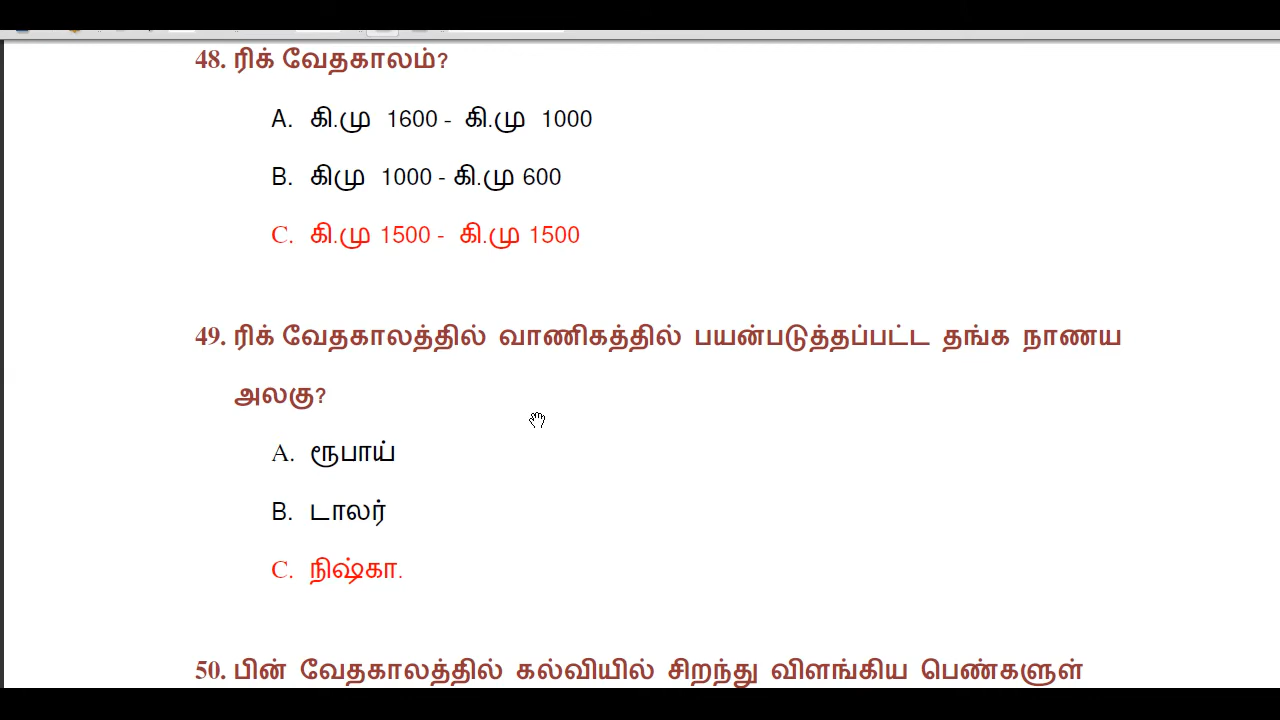 48. ரிக் வேதகாலம்?
A. கி.மு 1600 - கி.மு 1000
B. கிமு 1000 - கி.மு 600
C. கி.மு 1500 - கி.மு 1500
49. ரிக் வேதகாலத்தில் வாணிகத்தில் பயன்படுத்தப்பட்ட தங்க நாணய
அலகு?
A. ரூபாய்
B. டாலர்
C. நிஷ்கா.
50. பின் வேதகாலத்தில் கல்வியில் சிறந்து விளங்கிய பெண்களுள்